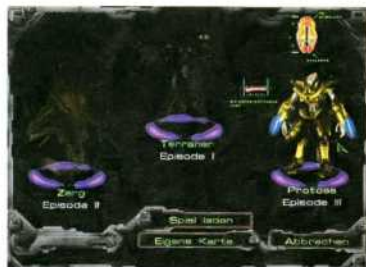 Terraner
Episode I
Zerg
Episode II
Protoss
Episode III
Spiel laden
Eigene Karte
Abbrechen